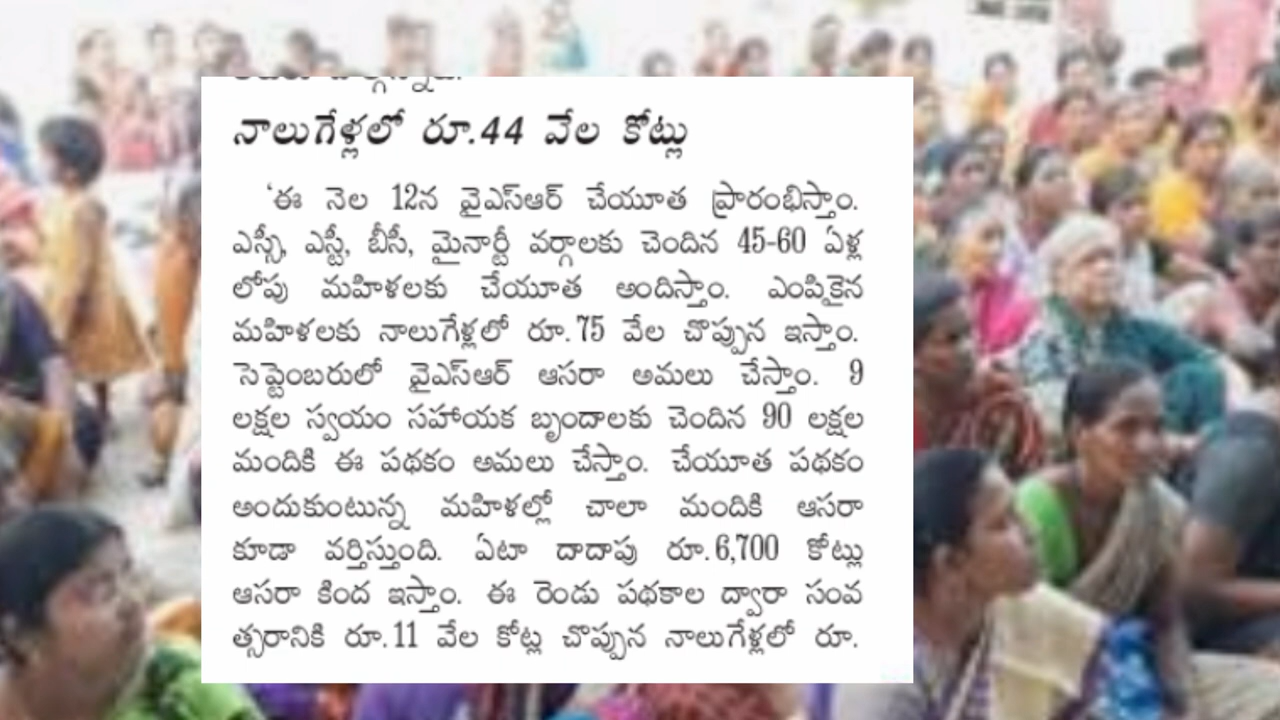 నాలుగేళ్లలో రూ.44 వేల కోట్లు
‘ఈ నెల 12న వైఎస్ఆర్ చేయూత ప్రారంభిస్తాం.
ఎస్సీ, ఎస్టీ, బీసీ, మైనార్టీ వర్గాలకు చెందిన 45-60 ఏళ్ల
లోపు మహిళలకు చేయూత అందిస్తాం. ఎంపికైన
మహిళలకు నాలుగేళ్లలో రూ.75 వేల చొప్పున ఇస్తాం.
సెప్టెంబరులో వైఎస్ఆర్ ఆసరా అమలు చేస్తాం. 9
లక్షల స్వయం సహాయక బృందాలకు చెందిన 90 లక్షల
మందికి ఈ పథకం అమలు చేస్తాం. చేయూత పథకం
అందుకుంటున్న మహిళల్లో చాలా మందికి ఆసరా
కూడా వర్తిస్తుంది. ఏటా దాదాపు రూ.6,700 కోట్లు
ఆసరా కింద ఇస్తాం. ఈ రెండు పథకాల ద్వారా సంవ
త్సరానికి రూ.11 వేల కోట్ల చొప్పున నాలుగేళ్లలో రూ.